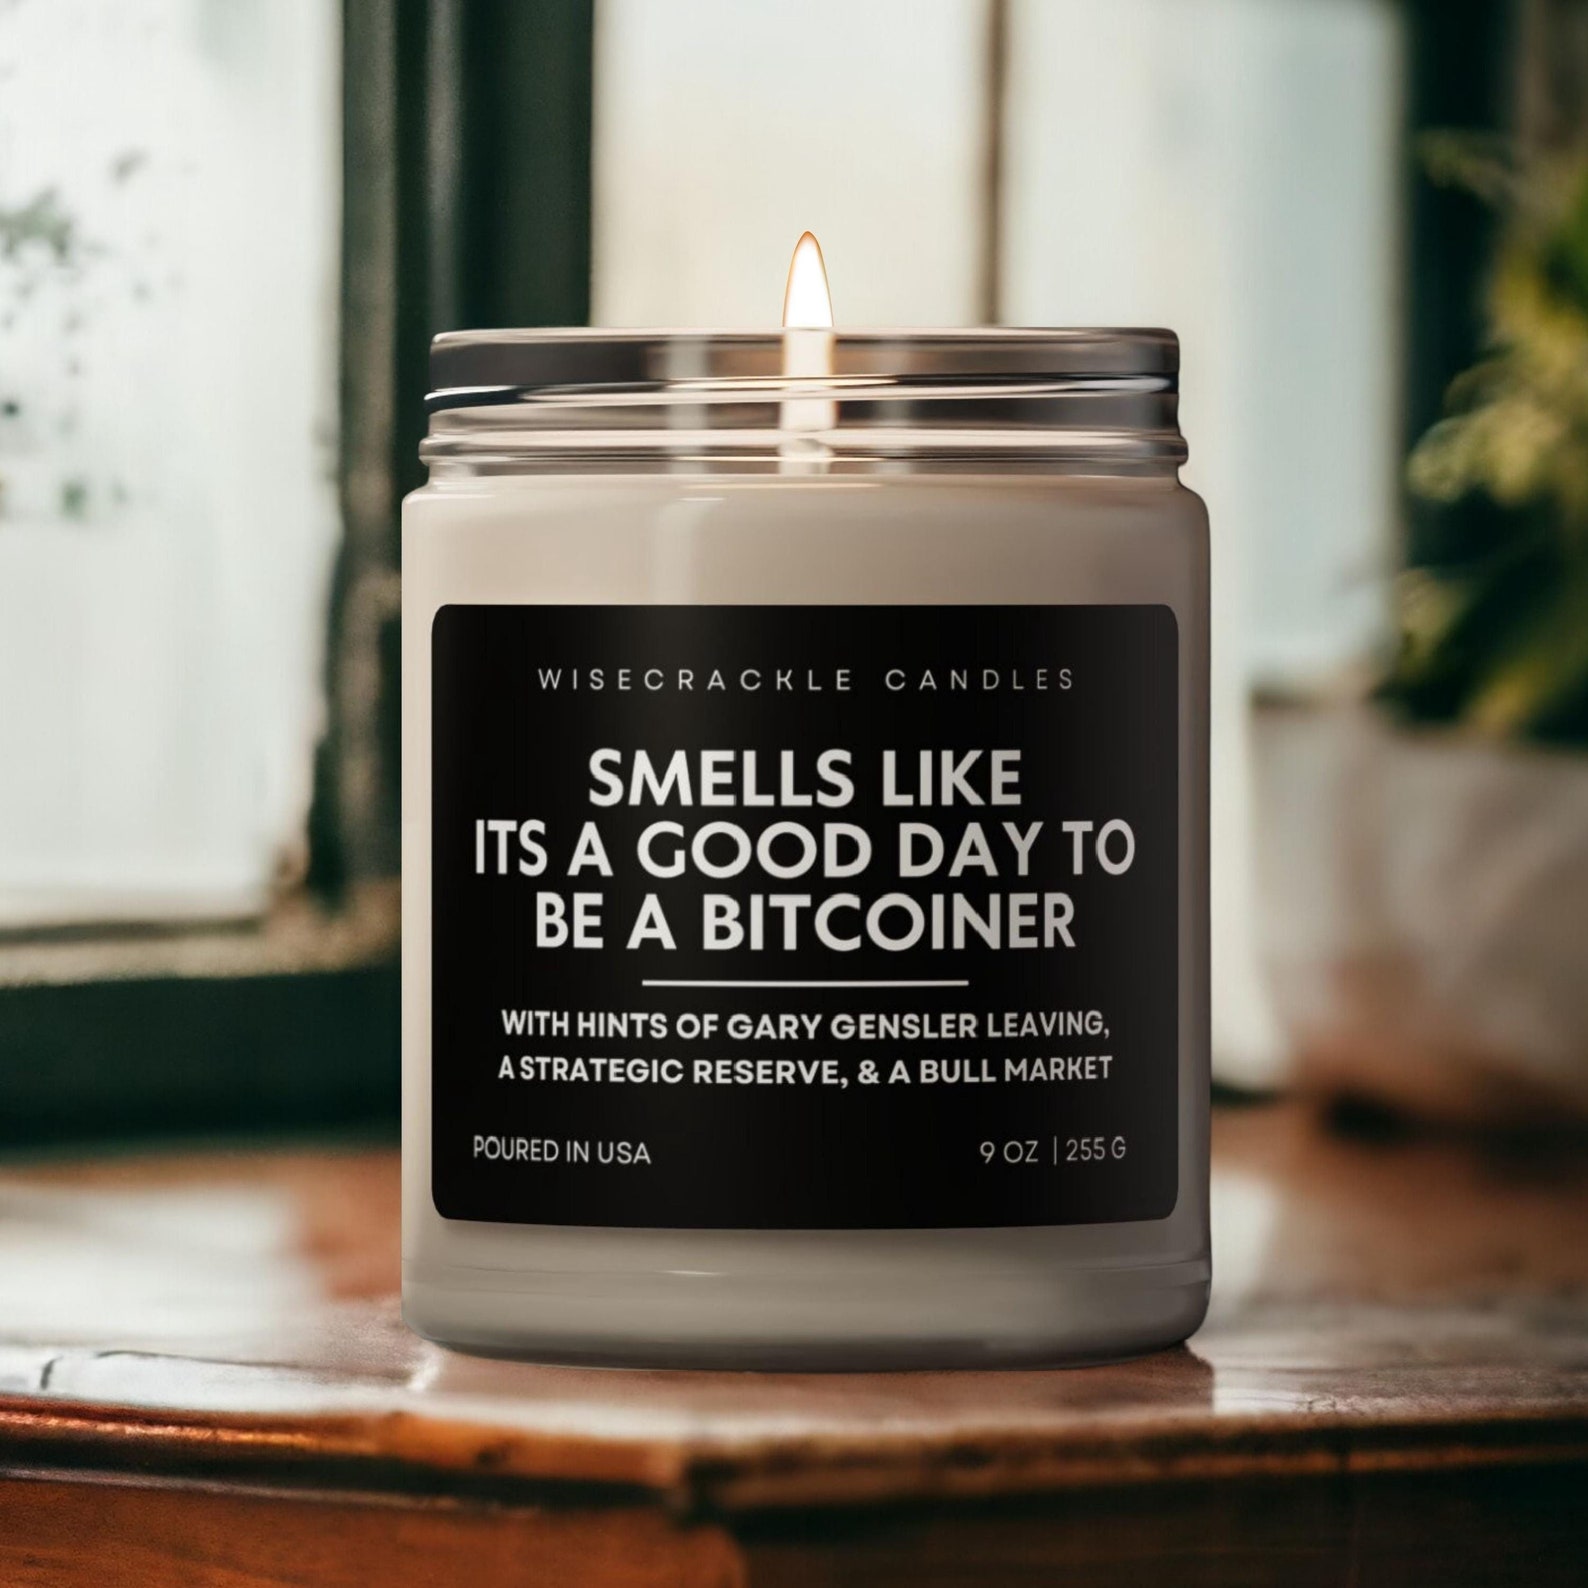 WISECRACKLE CANDLES
SMELLS LIKE
ITS A GOOD DAY TO
BE A BITCOINER
WITH HINTS OF GARY GENSLER LEAVING,
A STRATEGIC RESERVE, & A BULL MARKET
POURED IN USA
9 OZ | 255 G